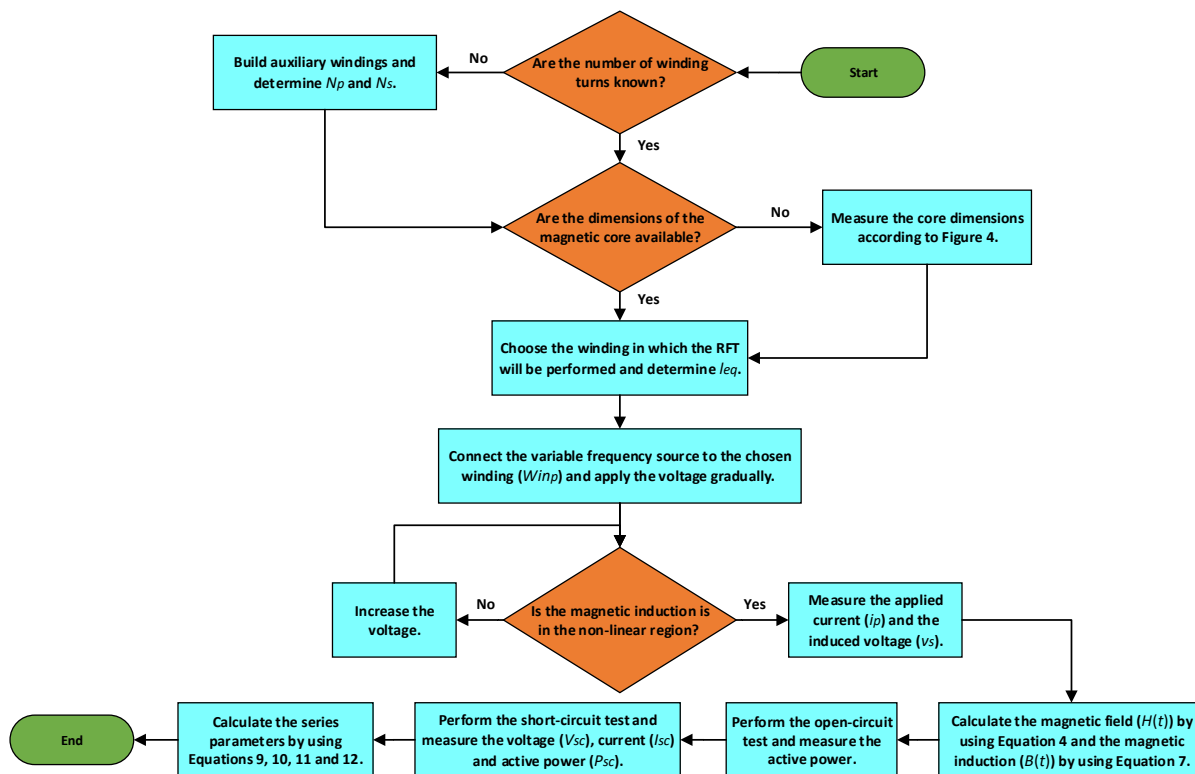 Start
Are the number of winding
turns known?
No
Build auxiliary windings and
determine Np and Ns.
Yes
Are the dimensions of the
magnetic core available?
No
Measure the core dimensions
according to Figure 4.
Yes
Choose the winding in which the RFT
will be performed and determine leq.
Connect the variable frequency source to the chosen
winding (Winp) and apply the voltage gradually.
Is the magnetic induction is
in the non-linear region?
No
Increase the
voltage.
Yes
Measure the applied
current (ip) and the
induced voltage (vs).
Calculate the magnetic field (H(t)) by
using Equation 4 and the magnetic
induction (B(t)) by using Equation 7.
Perform the open-circuit
test and measure the
active power.
Perform the short-circuit test and
measure the voltage (Vsc), current (Isc)
and active power (Psc).
Calculate the series
parameters by using
Equations 9, 10, 11 and 12.
End